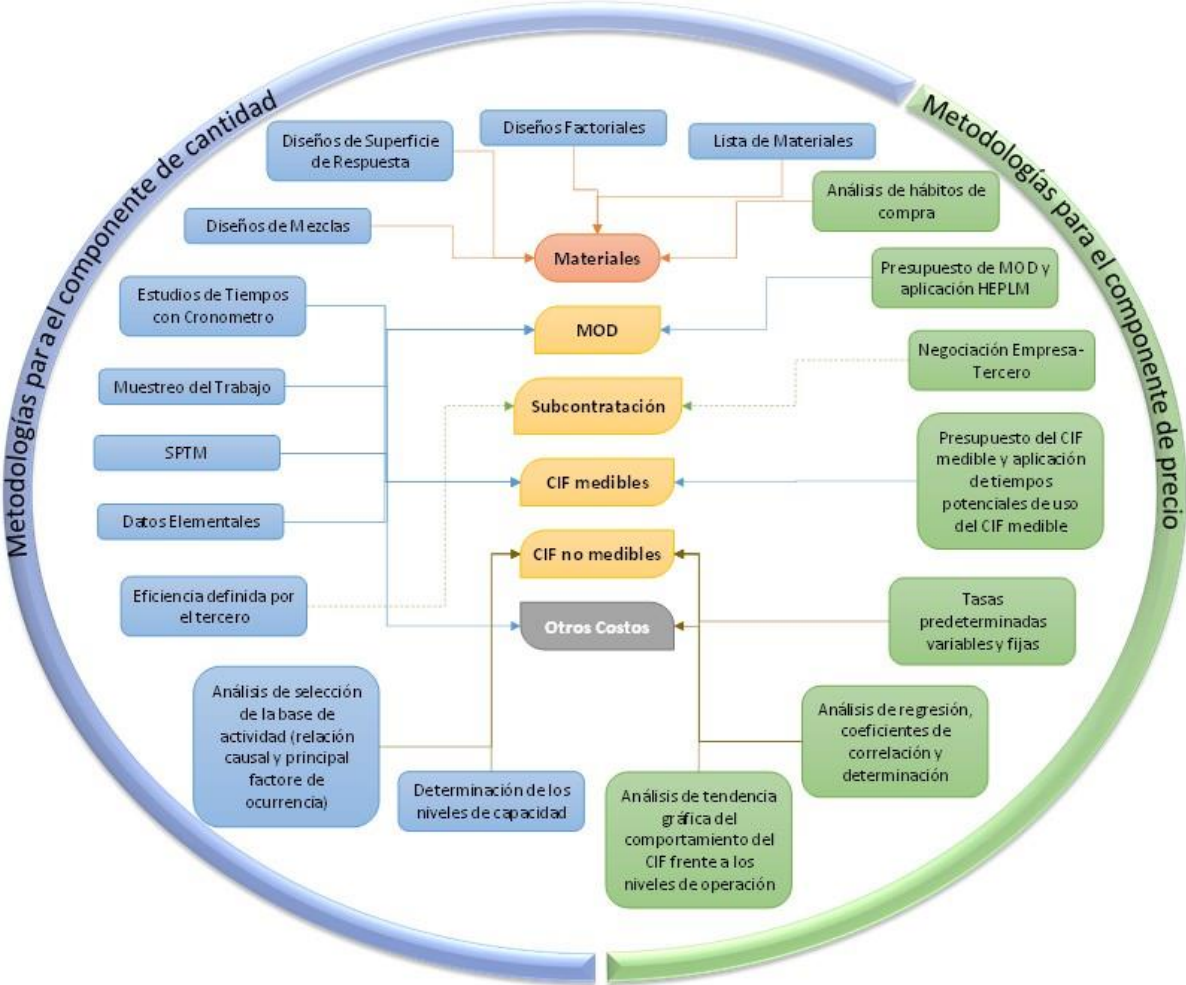 Metodologías para el componente de cantidad
Metodologías para el componente de precio
Diseños de Superficie
de Respuesta
Diseños Factoriales
Lista de Materiales
Análisis de hábitos de
compra
Diseños de Mezclas
Materiales
Estudios de Tiempos
con Cronometro
MOD
Presupuesto de MOD y
aplicación HEPLM
Muestreo del Trabajo
Subcontratación
Negociación Empresa-
Tercero
SPTM
CIF medibles
Presupuesto del CIF
medible y aplicación
de tiempos
potenciales de uso
del CIF medible
Datos Elementales
CIF no medibles
Eficiencia definida por
el tercero
Otros Costos
Tasas
predeterminadas
variables y fijas
Análisis de selección
de la base de
actividad (relación
causal y principal
factore de
ocurrencia)
Determinación de los
niveles de capacidad
Análisis de tendencia
gráfica del
comportamiento del
CIF frente a los
niveles de operación
Análisis de regresión,
coeficientes de
correlación y
determinación